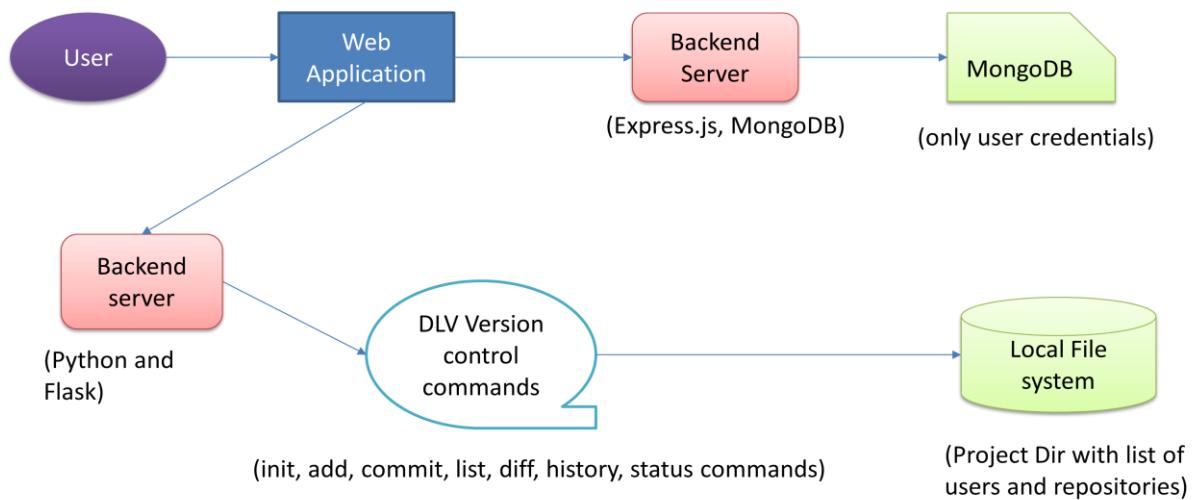 User
Web
Application
Backend
Server
MongoDB
(Express.js, MongoDB)
(only user credentials)
Backend
server
(Python and
Flask)
DLV Version
control
commands
Local File
system
(init, add, commit, list, diff, history, status commands)
(Project Dir with list of
users and repositories)